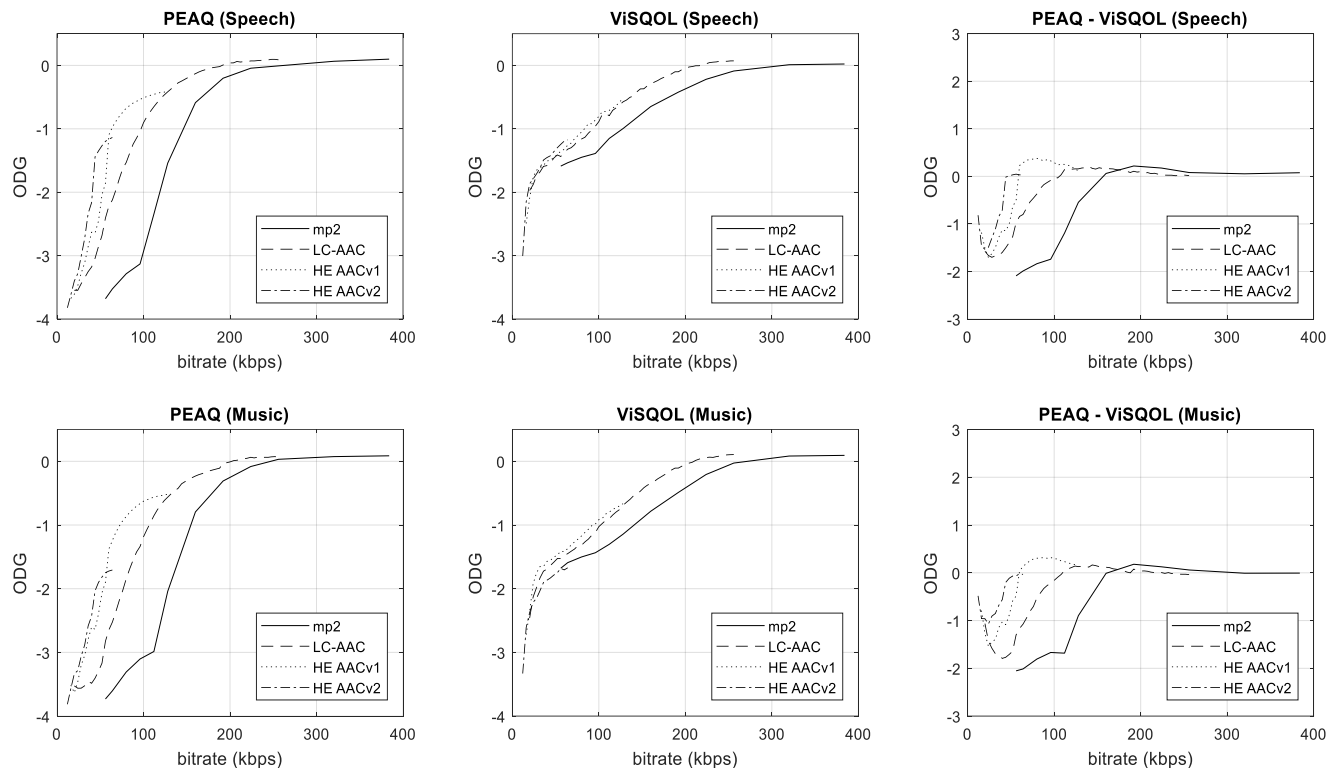 PEAQ (Speech)
ODG
0
-1
-2
-3
-4
mp2
LC-AAC
HE AACv1
HE AACv2
0 100 200 300 400
bitrate (kbps)
ViSQOL (Speech)
ODG
0
-1
-2
-3
-4
mp2
LC-AAC
HE AACv1
HE AACv2
0 100 200 300 400
bitrate (kbps)
PEAQ - ViSQOL (Speech)
ODG
3
2
1
0
-1
-2
-3
mp2
LC-AAC
HE AACv1
HE AACv2
0 100 200 300 400
bitrate (kbps)
PEAQ (Music)
ODG
0
-1
-2
-3
-4
mp2
LC-AAC
HE AACv1
HE AACv2
0 100 200 300 400
bitrate (kbps)
ViSQOL (Music)
ODG
0
-1
-2
-3
-4
mp2
LC-AAC
HE AACv1
HE AACv2
0 100 200 300 400
bitrate (kbps)
PEAQ - ViSQOL (Music)
ODG
3
2
1
0
-1
-2
-3
mp2
LC-AAC
HE AACv1
HE AACv2
0 100 200 300 400
bitrate (kbps)